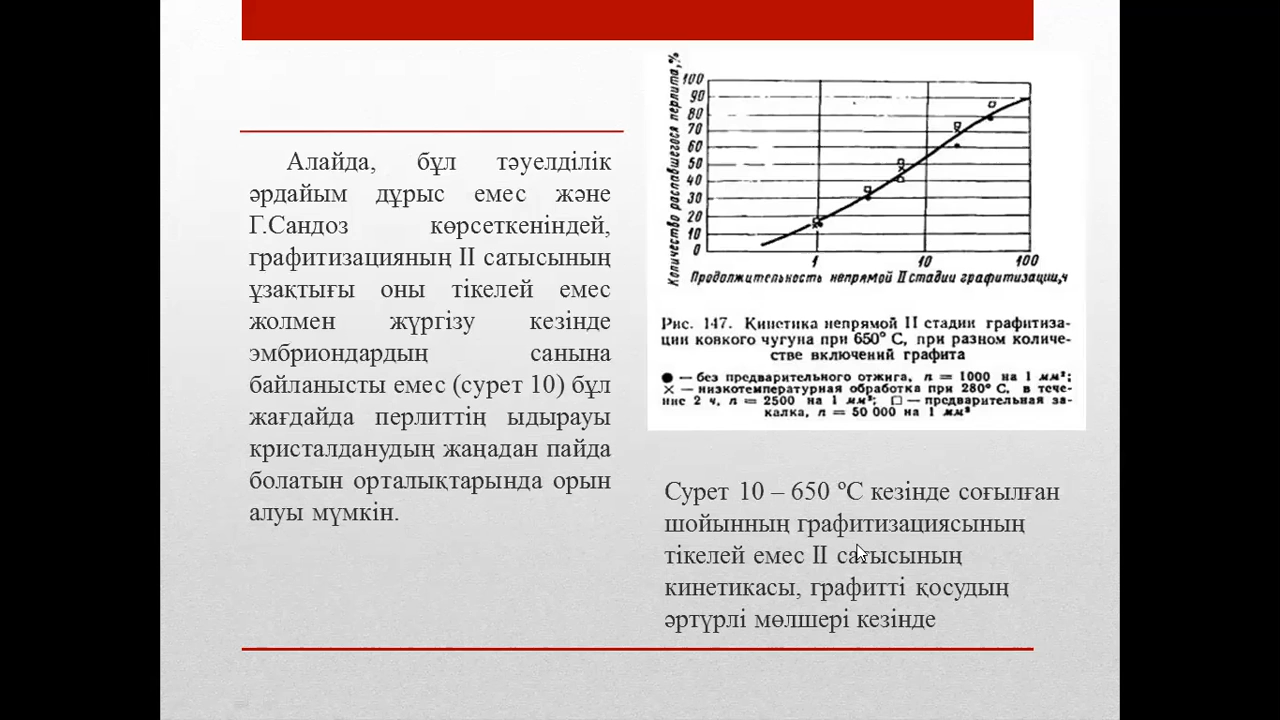 Алайда, бұл тәуелділік
әрдайым дұрыс емес және
Г.Сандоз көрсеткеніндей,
графитизацияның II сатысының
ұзақтығы оны тікелей емес
жолмен жүргізу кезінде
эмбриондардың санына
байланысты емес (сурет 10) бұл
жағдайда перлиттің ыдырауы
кристалданудың жаңадан пайда
болатын орталықтарында орын
алуы мүмкін.
Количество распавшегося перлита,%
100
90
80
70
60
50
40
30
20
10
0
1 10 100
Продолжительность непрямой II стадии графитизации,ч
Рис. 147. Кинетика непрямой II стадии графитиза-
ции ковкого чугуна при 650° С, при разном количе-
стве включений графита
● — без предварительного отжига, n = 1000 на 1 мм³;
× — низкотемпературная обработка при 280° С, в тече-
ние 2 ч, n = 2500 на 1 мм³; □ — предварительная за-
калка, n = 50 000 на 1 мм³
Сурет 10 – 650 ºС кезінде соғылған
шойынның графитизациясының
тікелей емес II сатысының
кинетикасы, графитті қосудың
әртүрлі мөлшері кезінде